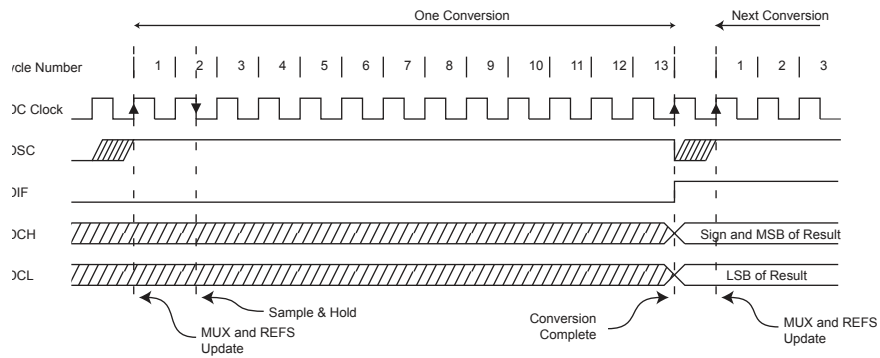 One Conversion
Next Conversion
ycle Number
1 2 3 4 5 6 7 8 9 10 11 12 13 1 2 3
DC Clock
DSC
DIF
DCH
Sign and MSB of Result
DCL
LSB of Result
Sample & Hold
MUX and REFS
Update
Conversion
Complete
MUX and REFS
Update